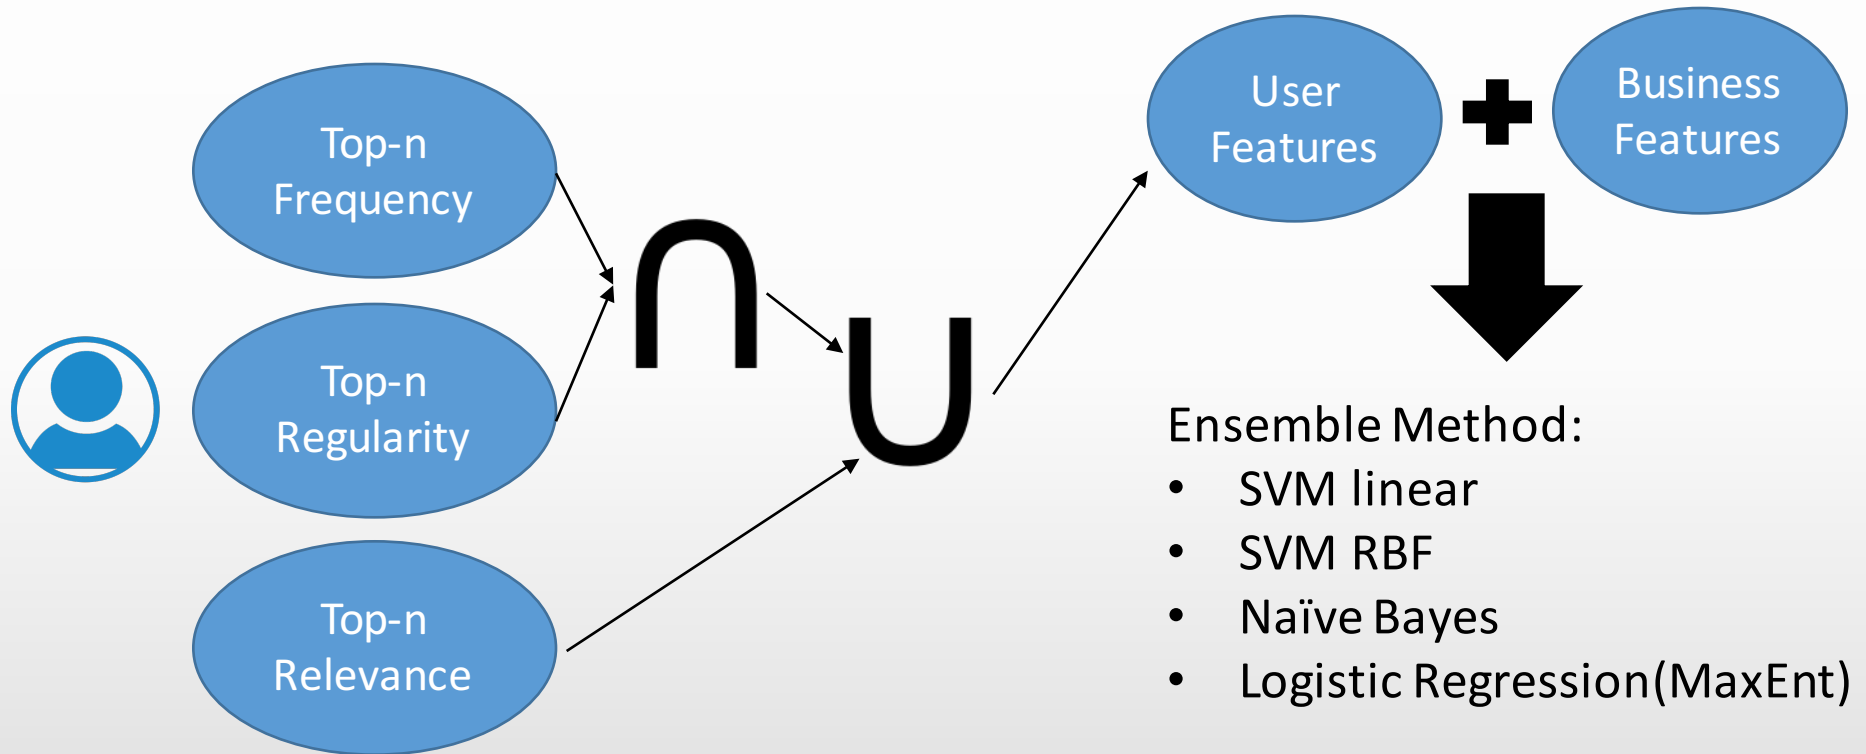 Top-n
Frequency
Top-n
Regularity
Top-n
Relevance
∩
∪
User
Features
+
Business
Features
Ensemble Method:
• SVM linear
• SVM RBF
• Naïve Bayes
• Logistic Regression(MaxEnt)